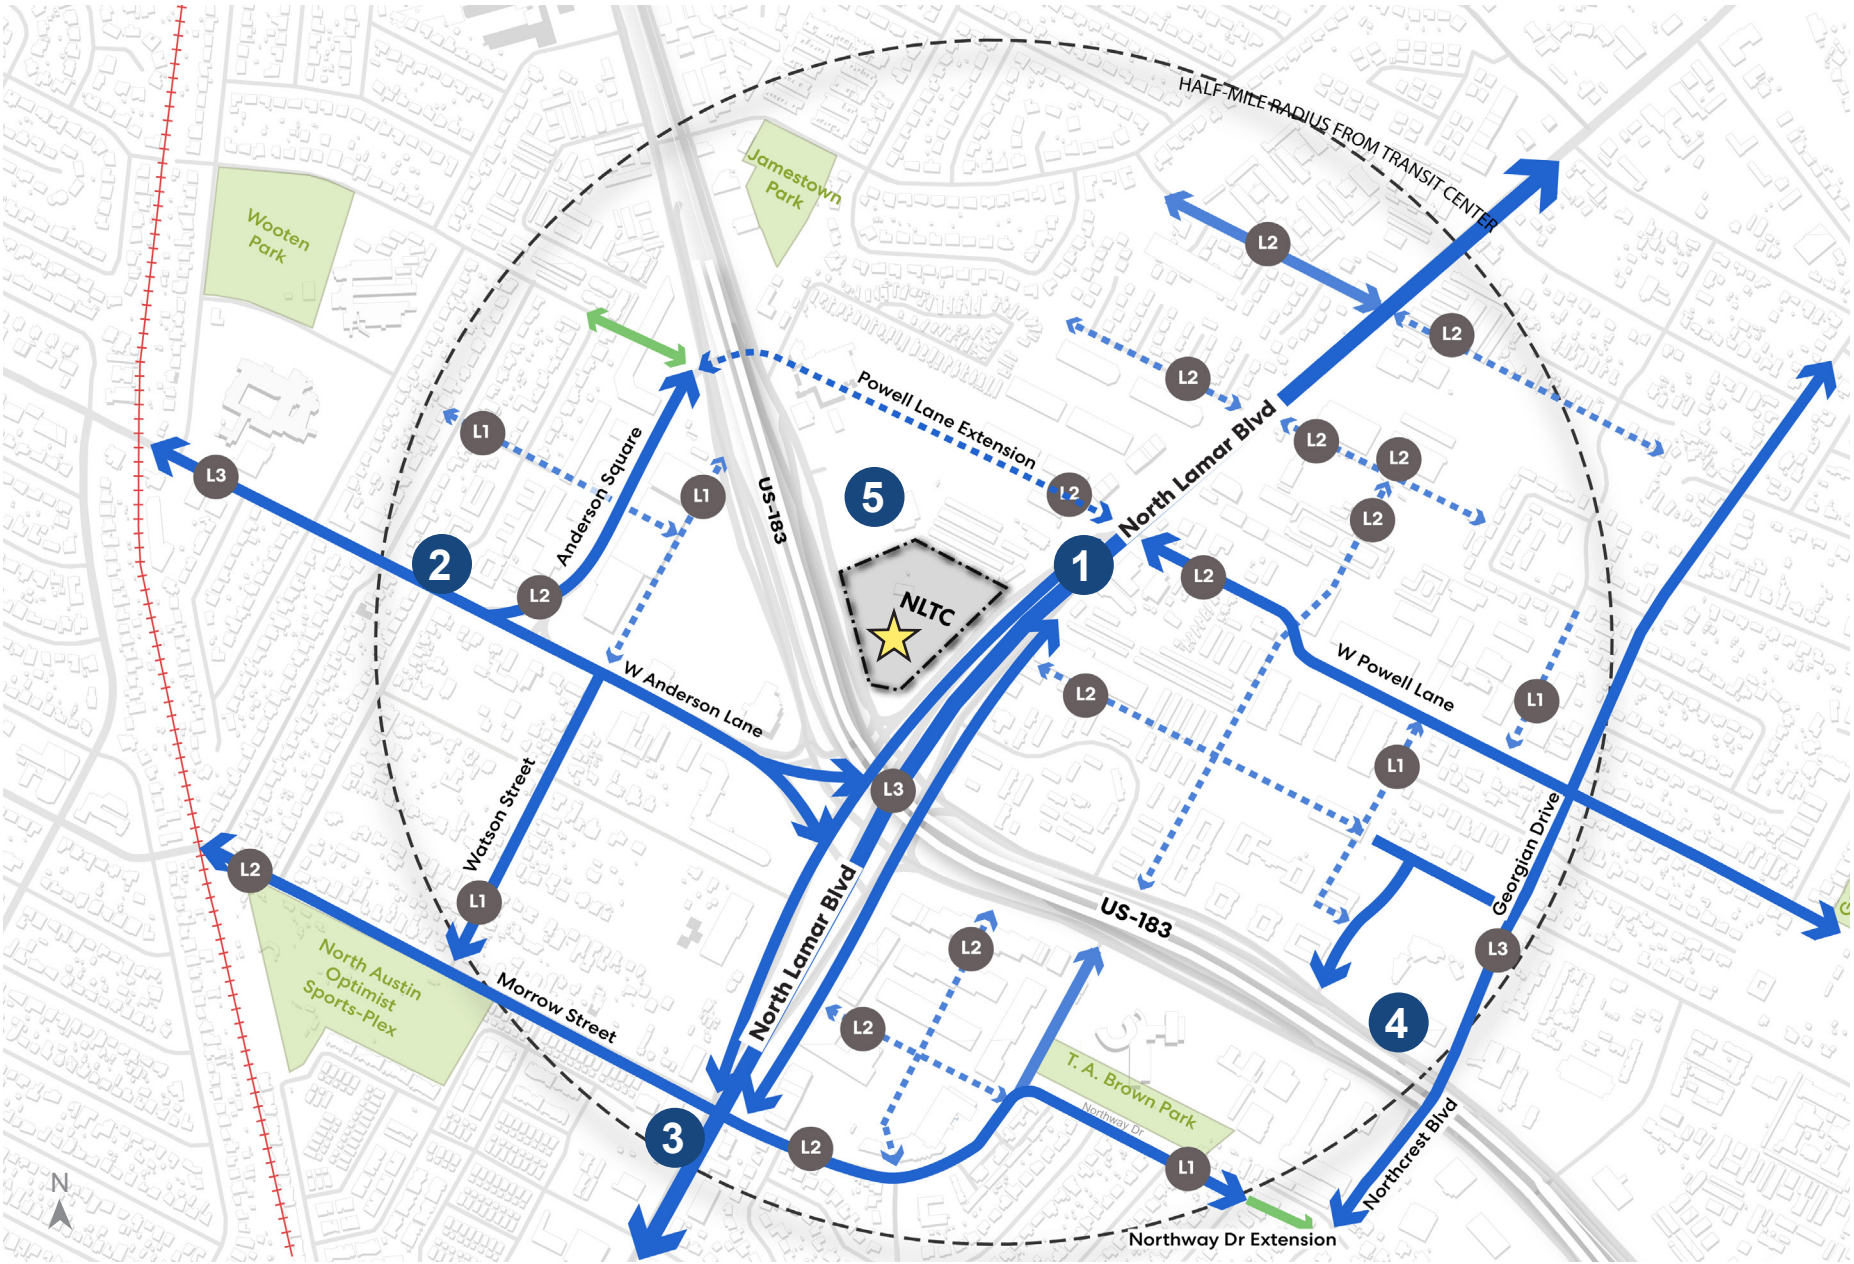 HALF-MILE RADIUS FROM TRANSIT CENTER
Jamestown
Park
Wooten
Park
L2
L2
L2
Powell Lane Extension
North Lamar Blvd
L1
Anderson Square
L3
L1
US-183
5
L2
L2
L2
L2
2
L2
1
L2
NLTC
W Anderson Lane
L2
W Powell Lane
L1
L1
L3
Watson Street
Georgian Drive
L2
L1
North Lamar Blvd
US-183
L2
L3
North Austin
Optimist
Sports-Plex
Morrow Street
L2
4
T. A. Brown Park
Northway Dr
3
L2
L1
Northcrest Blvd
N
Northway Dr Extension
G